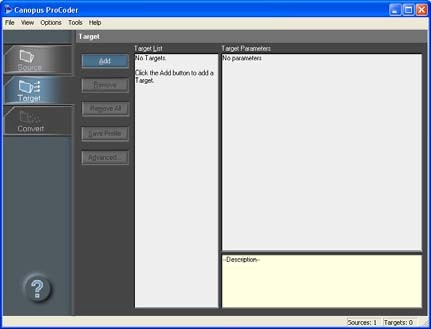 Canopus ProCoder
File View Options Tools Help
Target
Source
Target
Convert
Add
Remove
Remove All
Save Profile
Advanced...
Target List
No Targets.
Click the Add button to add a
Target.
Target Parameters
No parameters
--Description--
?
Sources: 1 Targets: 0